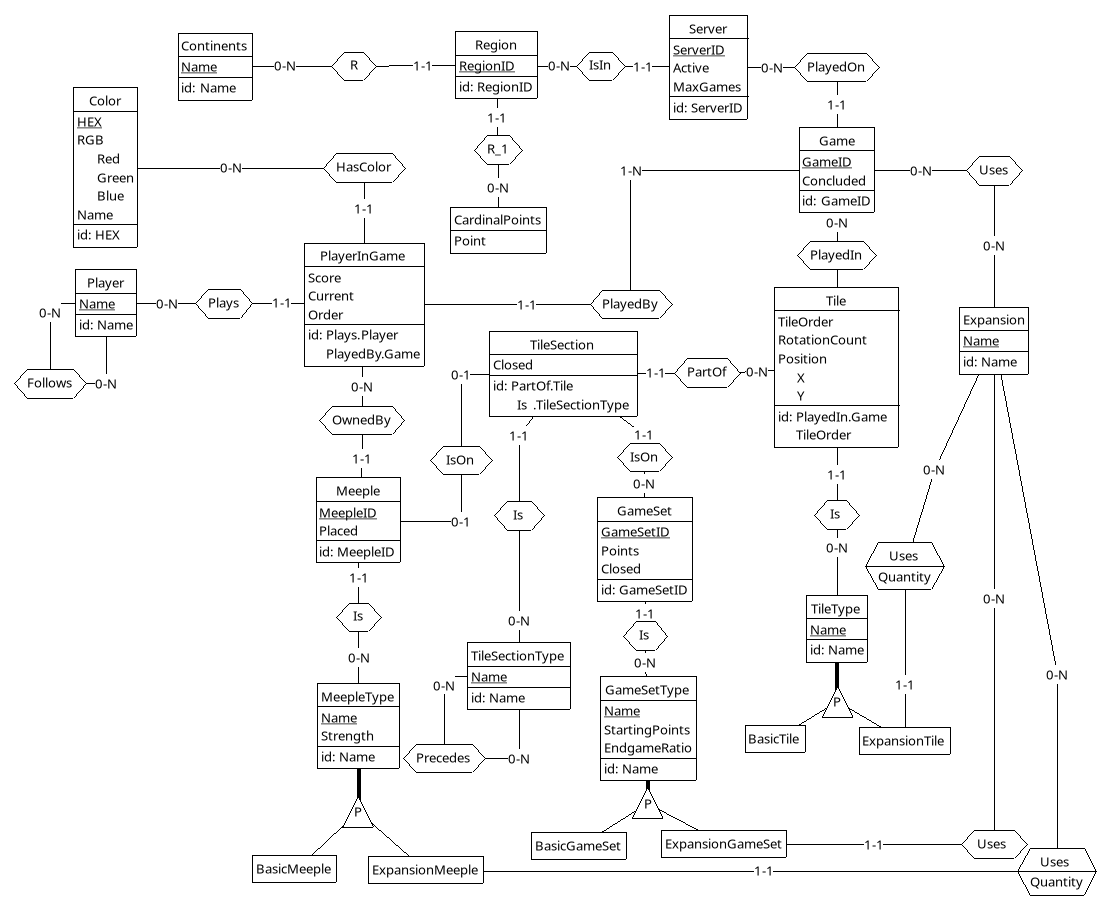 Continents
Name
id: Name
0-N
R
1-1
Region
RegionID
id: RegionID
0-N
IsIn
1-1
Server
ServerID
Active
MaxGames
id: ServerID
0-N
PlayedOn
1-1
1-1
R_1
0-N
CardinalPoints
Point
Color
HEX
RGB
Red
Green
Blue
Name
id: HEX
0-N
HasColor
1-1
Game
GameID
Concluded
id: GameID
1-N
0-N
Uses
0-N
0-N
PlayedIn
Player
Name
id: Name
0-N
Plays
1-1
0-N
Follows
0-N
PlayerInGame
Score
Current
Order
id: Plays.Player
PlayedBy.Game
1-1
PlayedBy
Tile
TileOrder
RotationCount
Position
X
Y
id: PlayedIn.Game
TileOrder
Expansion
Name
id: Name
TileSection
Closed
id: PartOf.Tile
Is .TileSectionType
1-1
PartOf
0-N
0-1
IsOn
0-1
0-N
OwnedBy
1-1
Meeple
MeepleID
Placed
id: MeepleID
1-1
Is
0-N
1-1
Is
0-N
1-1
IsOn
0-N
GameSet
GameSetID
Points
Closed
id: GameSetID
1-1
Is
0-N
1-1
Is
0-N
0-N
Uses
Quantity
1-1
0-N
0-N
TileType
Name
id: Name
P
BasicTile
ExpansionTile
TileSectionType
Name
id: Name
0-N
Precedes
0-N
MeepleType
Name
Strength
id: Name
P
BasicMeeple
ExpansionMeeple
GameSetType
Name
StartingPoints
EndgameRatio
id: Name
P
BasicGameSet
ExpansionGameSet
1-1
Uses
1-1
Uses
Quantity